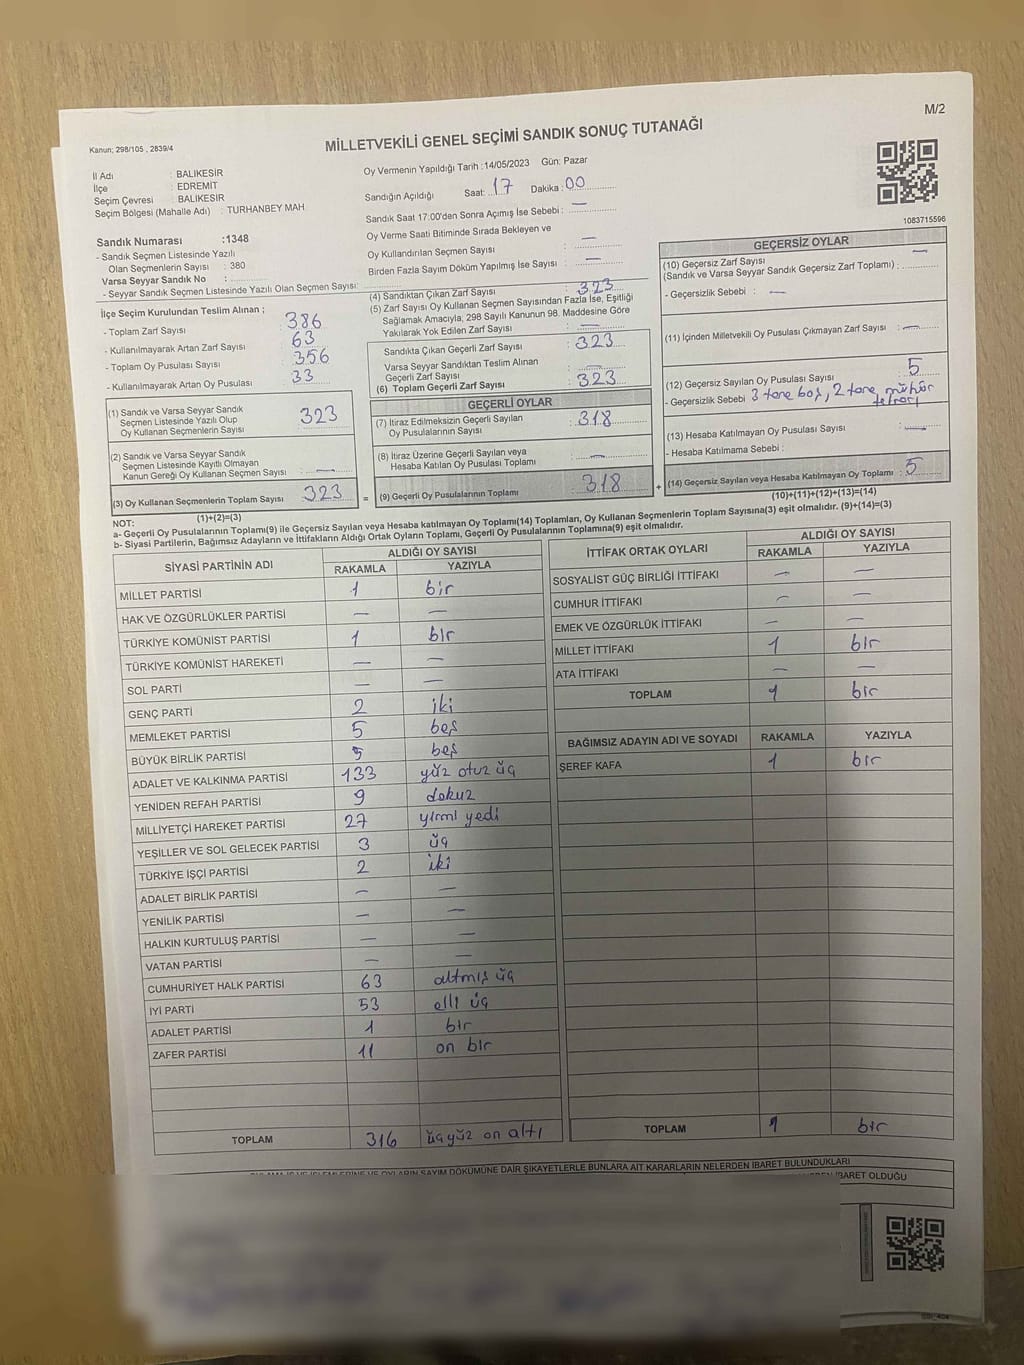 M/2
Kanun; 298/105 , 2839/4
MİLLETVEKİLİ GENEL SEÇİMİ SANDIK SONUÇ TUTANAĞI
İl Adı : BALIKESİR
İlçe : EDREMİT
Seçim Çevresi : BALIKESİR
Seçim Bölgesi (Mahalle Adı) : TURHANBEY MAH.
Sandık Numarası :1348
- Sandık Seçmen Listesinde Yazılı
Olan Seçmenlerin Sayısı : 380
Varsa Seyyar Sandık No :
- Seyyar Sandık Seçmen Listesinde Yazılı Olan Seçmen Sayısı:
Oy Vermenin Yapıldığı Tarih :14/05/2023 Gün: Pazar
Sandığın Açıldığı Saat: 17 Dakika : 00
Sandık Saat 17:00'den Sonra Açımış İse Sebebi : —
Oy Verme Saati Bitiminde Sırada Bekleyen ve
Oy Kullandırılan Seçmen Sayısı : —
Birden Fazla Sayım Döküm Yapılmış İse Sayısı : —
1083715596
İlçe Seçim Kurulundan Teslim Alınan ;
- Toplam Zarf Sayısı : 386
- Kullanılmayarak Artan Zarf Sayısı : 63
- Toplam Oy Pusulası Sayısı : 356
- Kullanılmayarak Artan Oy Pusulası : 33
(1) Sandık ve Varsa Seyyar Sandık
Seçmen Listesinde Yazılı Olup
Oy Kullanan Seçmenlerin Sayısı : 323
(2) Sandık ve Varsa Seyyar Sandık
Seçmen Listesinde Kayıtlı Olmayan
Kanun Gereği Oy Kullanan Seçmen Sayısı : —
(3) Oy Kullanan Seçmenlerin Toplam Sayısı : 323
(1)+(2)=(3)
(4) Sandıktan Çıkan Zarf Sayısı : 323
(5) Zarf Sayısı Oy Kullanan Seçmen Sayısından Fazla İse, Eşitliği
Sağlamak Amacıyla; 298 Sayılı Kanunun 98. Maddesine Göre
Yakılarak Yok Edilen Zarf Sayısı : —
Sandıkta Çıkan Geçerli Zarf Sayısı : 323
Varsa Seyyar Sandıktan Teslim Alınan
Geçerli Zarf Sayısı : —
(6) Toplam Geçerli Zarf Sayısı : 323
GEÇERLİ OYLAR
(7) İtiraz Edilmeksizin Geçerli Sayılan
Oy Pusulalarının Sayısı : 318
(8) İtiraz Üzerine Geçerli Sayılan veya
Hesaba Katılan Oy Pusulası Toplamı : —
= (9) Geçerli Oy Pusulalarının Toplamı : 318 +
GEÇERSİZ OYLAR
(10) Geçersiz Zarf Sayısı
(Sandık ve Varsa Seyyar Sandık Geçersiz Zarf Toplamı) : —
- Geçersizlik Sebebi : —
(11) İçinden Milletvekili Oy Pusulası Çıkmayan Zarf Sayısı : —
(12) Geçersiz Sayılan Oy Pusulası Sayısı : 5
- Geçersizlik Sebebi : 3 tane boş, 2 tane mühür
(13) Hesaba Katılmayan Oy Pusulası Sayısı : —
- Hesaba Katılmama Sebebi :
(14) Geçersiz Sayılan veya Hesaba Katılmayan Oy Toplamı : 5
(10)+(11)+(12)+(13)=(14)
NOT:
a- Geçerli Oy Pusulalarının Toplamı(9) ile Geçersiz Sayılan veya Hesaba katılmayan Oy Toplamı(14) Toplamları, Oy Kullanan Seçmenlerin Toplam Sayısına(3) eşit olmalıdır. (9)+(14)=(3)
b- Siyasi Partilerin, Bağımsız Adayların ve İttifakların Aldığı Ortak Oyların Toplamı, Geçerli Oy Pusulalarının Toplamına(9) eşit olmalıdır.
SİYASİ PARTİNİN ADI ALDIĞI OY SAYISI
RAKAMLA YAZIYLA
MİLLET PARTİSİ 1 bir
HAK VE ÖZGÜRLÜKLER PARTİSİ — —
TÜRKİYE KOMÜNİST PARTİSİ 1 bir
TÜRKİYE KOMÜNİST HAREKETİ — —
SOL PARTİ — —
GENÇ PARTİ 2 iki
MEMLEKET PARTİSİ 5 beş
BÜYÜK BİRLİK PARTİSİ 5 beş
ADALET VE KALKINMA PARTİSİ 133 yüz otuz üç
YENİDEN REFAH PARTİSİ 9 dokuz
MİLLİYETÇİ HAREKET PARTİSİ 27 yirmi yedi
YEŞİLLER VE SOL GELECEK PARTİSİ 3 üç
TÜRKİYE İŞÇİ PARTİSİ 2 iki
ADALET BİRLİK PARTİSİ — —
YENİLİK PARTİSİ — —
HALKIN KURTULUŞ PARTİSİ — —
VATAN PARTİSİ — —
CUMHURİYET HALK PARTİSİ 63 altmış üç
İYİ PARTİ 53 elli üç
ADALET PARTİSİ 1 bir
ZAFER PARTİSİ 11 on bir
TOPLAM 316 üçyüz on altı
İTTİFAK ORTAK OYLARI ALDIĞI OY SAYISI
RAKAMLA YAZIYLA
SOSYALİST GÜÇ BİRLİĞİ İTTİFAKI — —
CUMHUR İTTİFAKI — —
EMEK VE ÖZGÜRLÜK İTTİFAKI — —
MİLLET İTTİFAKI 1 bir
ATA İTTİFAKI — —
TOPLAM 1 bir
BAĞIMSIZ ADAYIN ADI VE SOYADI RAKAMLA YAZIYLA
ŞEREF KAFA 1 bir
TOPLAM 1 bir
OYLARIN SAYIM DÖKÜMÜNE DAİR ŞİKAYETLERLE BUNLARA AİT KARARLARIN NELERDEN İBARET BULUNDUKLARI
İBARET OLDUĞU